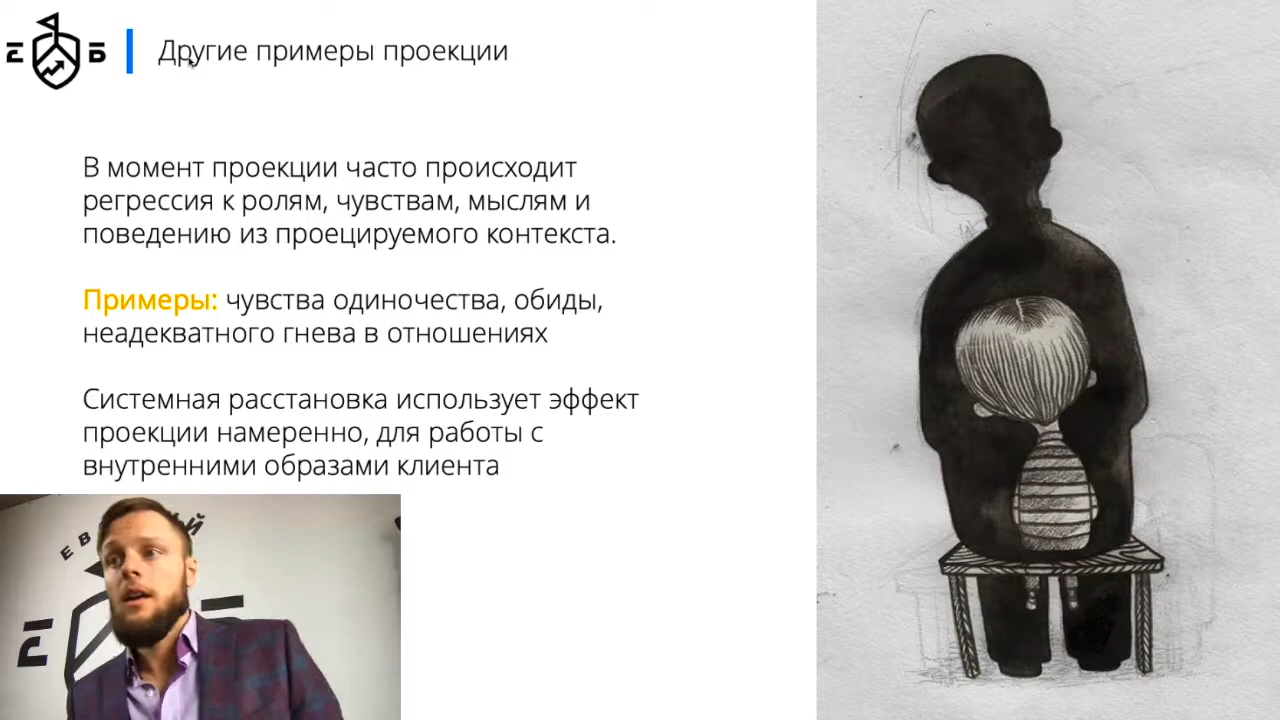 Е Б
Другие примеры проекции
В момент проекции часто происходит
регрессия к ролям, чувствам, мыслям и
поведению из проецируемого контекста.
Примеры: чувства одиночества, обиды,
неадекватного гнева в отношениях
Системная расстановка использует эффект
проекции намеренно, для работы с
внутренними образами клиента